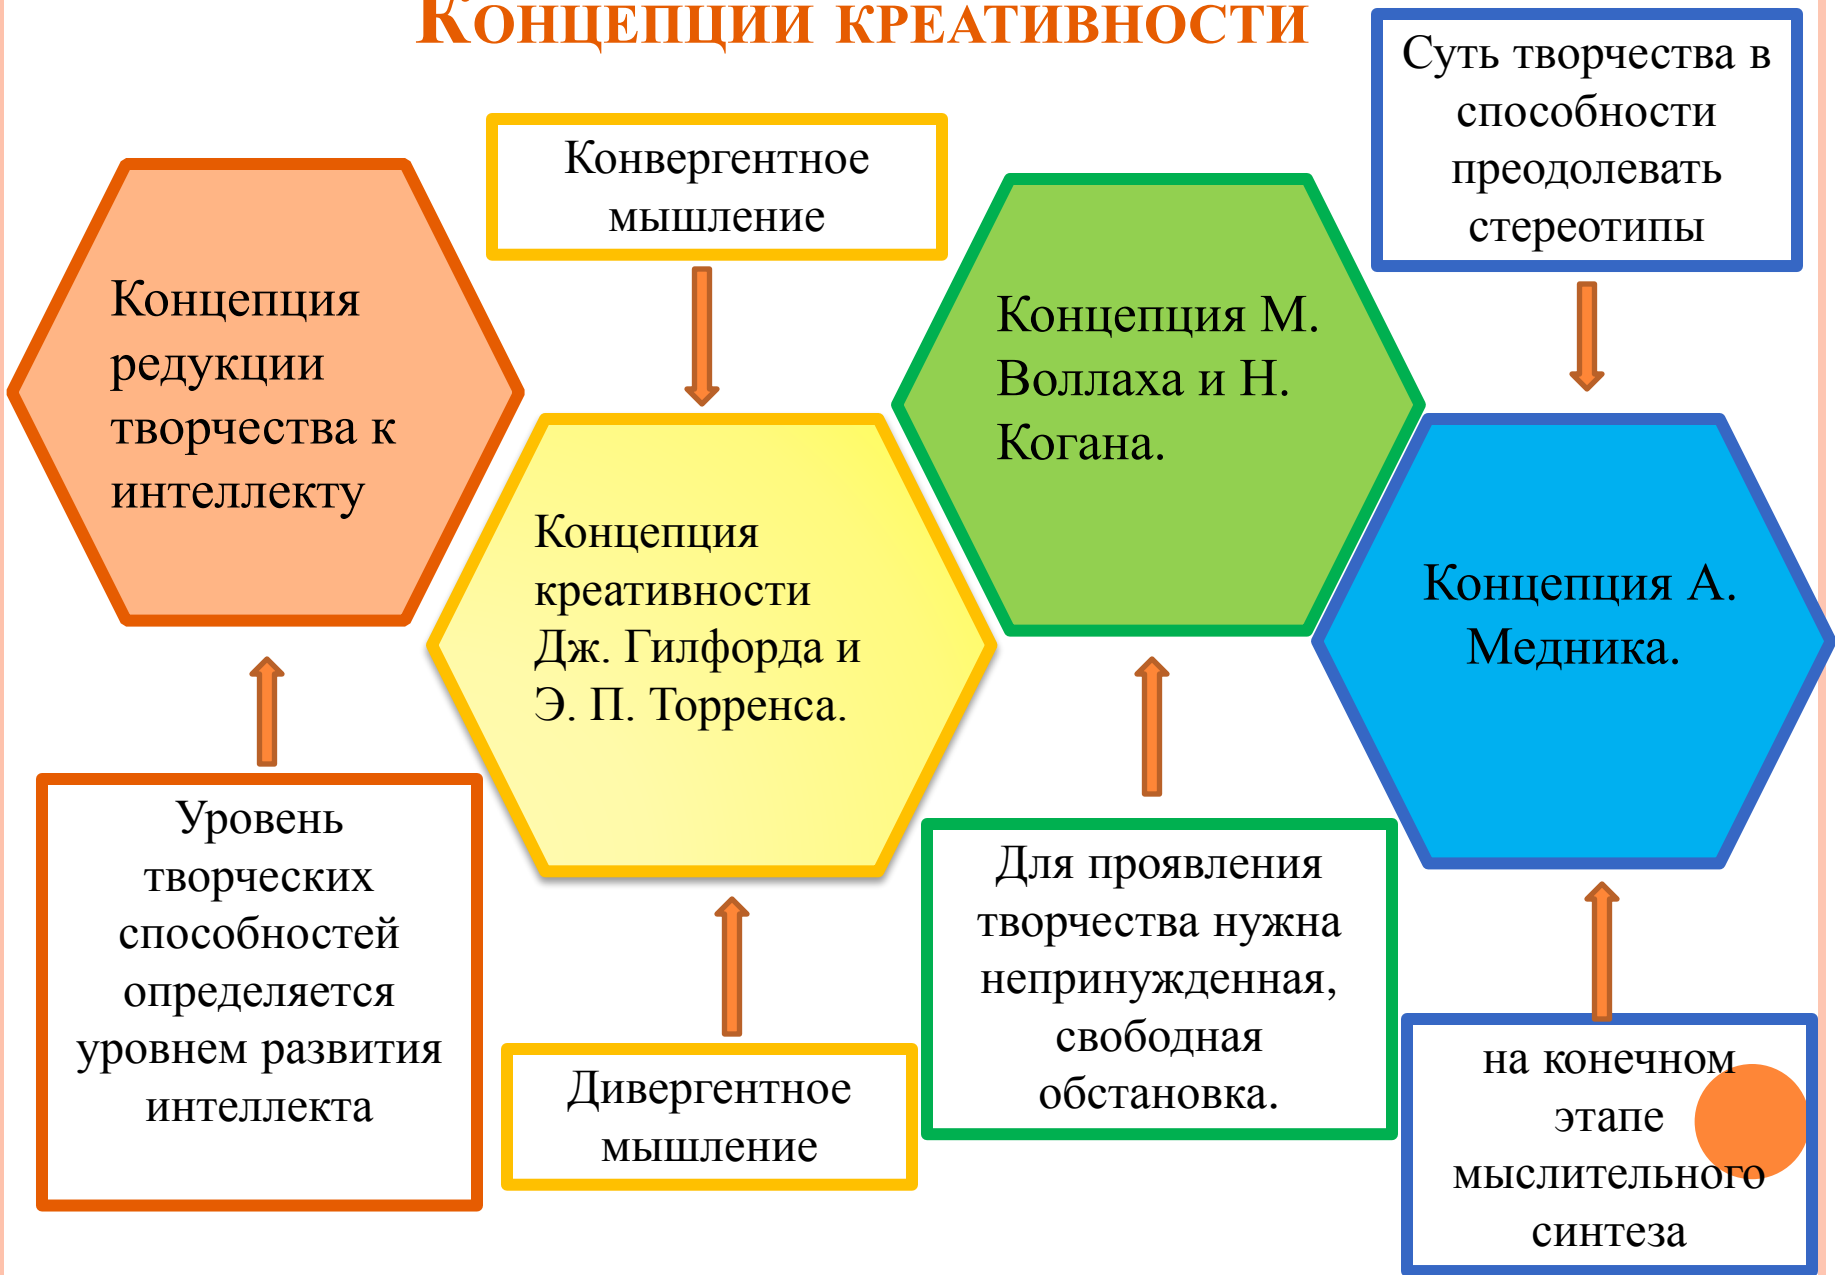 Концепции креативности
Суть творчества в
способности
преодолевать
стереотипы
Конвергентное
мышление
Концепция
редукции
творчества к
интеллекту
Концепция М.
Воллаха и Н.
Когана.
Концепция
креативности
Дж. Гилфорда и
Э. П. Торренса.
Концепция А.
Медника.
Уровень
творческих
способностей
определяется
уровнем развития
интеллекта
Дивергентное
мышление
Для проявления
творчества нужна
непринужденная,
свободная
обстановка.
на конечном
этапе
мыслительного
синтеза